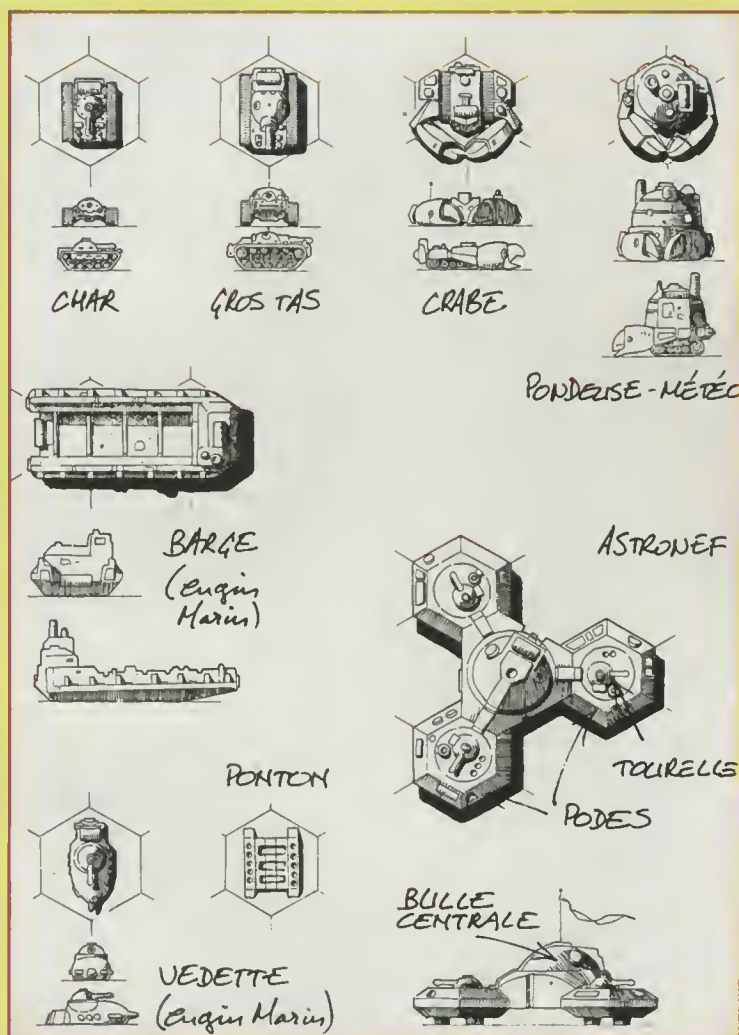 CHAR
GROS TAS
CRABE
PONDEUSE - MÉTÉO
BARGE
(engin
Marin)
ASTRONEF
TOURELLE
PODES
PONTON
BULLE
CENTRALE
VEDETTE
(engin Marin)